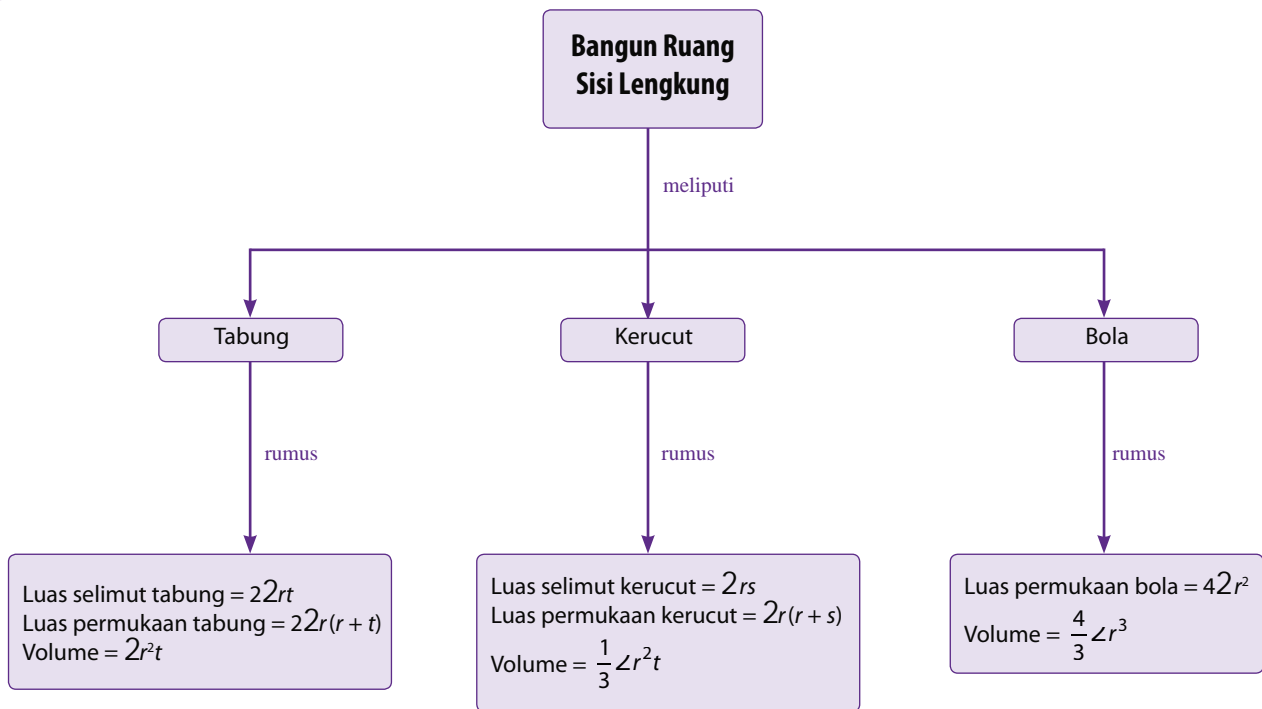 Bangun Ruang
Sisi Lengkung
meliputi
Tabung
Kerucut
Bola
rumus
rumus
rumus
Luas selimut tabung = 22rt
Luas permukaan tabung = 22r(r + t)
Volume = 2r²t
Luas selimut kerucut = 2rs
Luas permukaan kerucut = 2r(r + s)
Volume = 1/3 ∠r²t
Luas permukaan bola = 42r²
Volume = 4/3 ∠r³